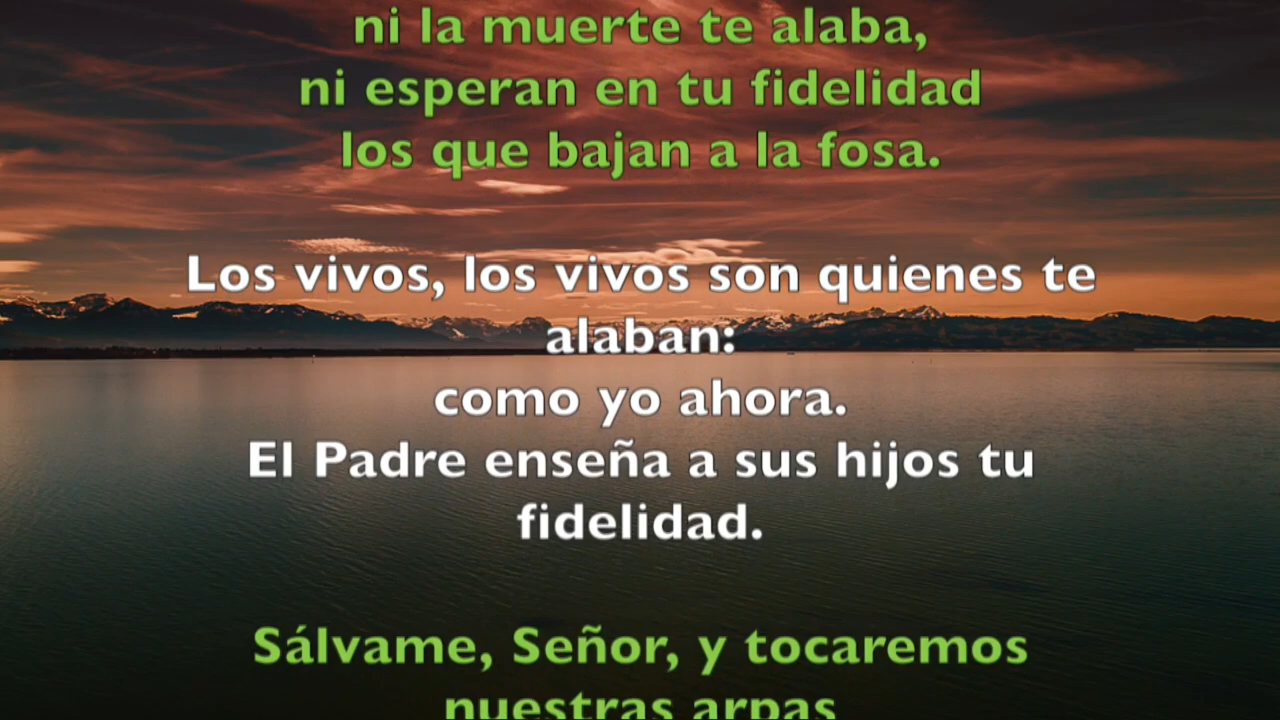 ni la muerte te alaba,
ni esperan en tu fidelidad
los que bajan a la fosa.
Los vivos, los vivos son quienes te
alaban:
como yo ahora.
El Padre enseña a sus hijos tu
fidelidad.
Sálvame, Señor, y tocaremos
nuestras arpas